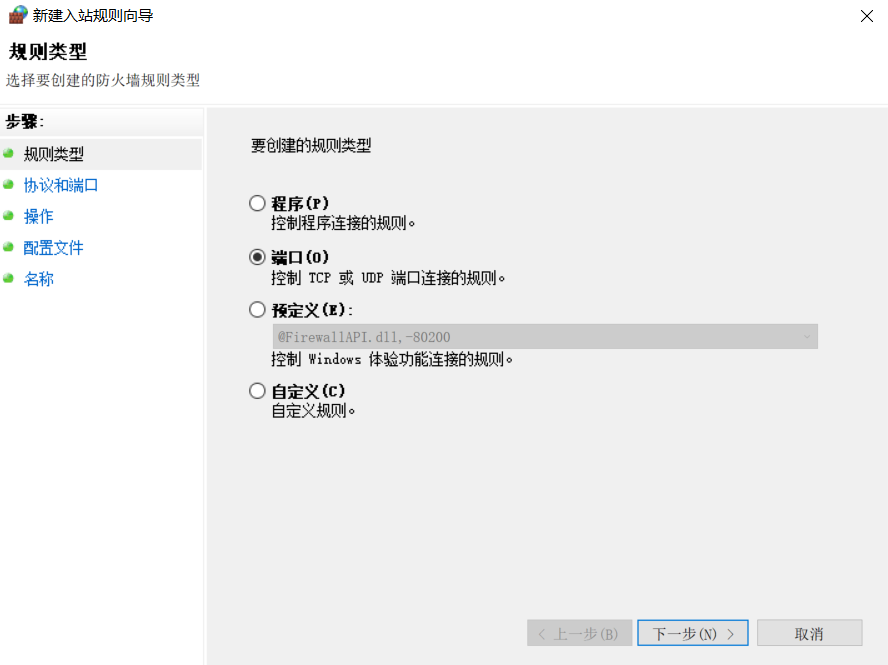 新建入站规则向导
规则类型
选择要创建的防火墙规则类型
步骤:
规则类型
协议和端口
操作
配置文件
名称
要创建的规则类型
程序(P)
控制程序连接的规则。
端口(O)
控制 TCP 或 UDP 端口连接的规则。
预定义(E):
@FirewallAPI.dll,-80200
控制 Windows 体验功能连接的规则。
自定义(C)
自定义规则。
< 上一步(B)
下一步(N) >
取消